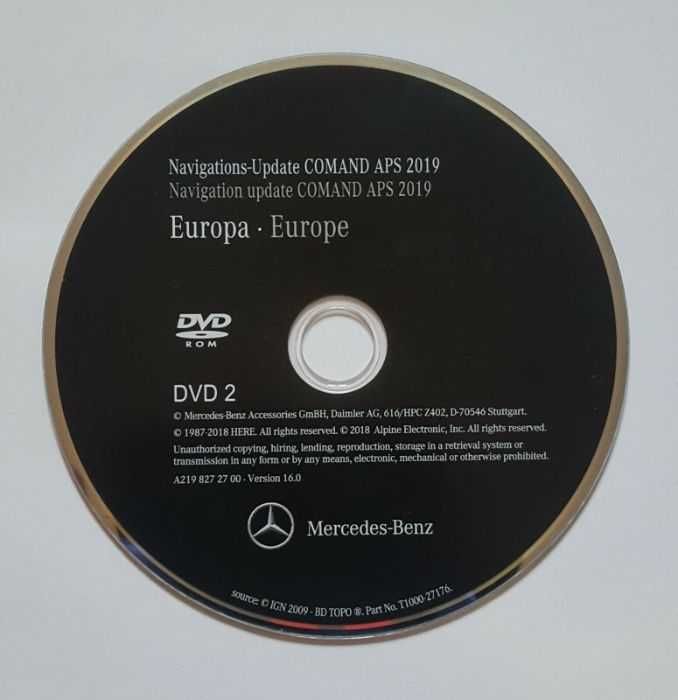 Navigations-Update COMAND APS 2019
Navigation update COMAND APS 2019
Europa · Europe
DVD
ROM
DVD 2
© Mercedes-Benz Accessories GmbH, Daimler AG, 616/HPC Z402, D-70546 Stuttgart.
© 1987-2018 HERE. All rights reserved. © 2018 Alpine Electronic, Inc. All rights reserved.
Unauthorized copying, hiring, lending, reproduction, storage in a retrieval system or
transmission in any form or by any means, electronic, mechanical or otherwise prohibited.
A219 827 27 00 - Version 16.0
Mercedes-Benz
source: © IGN 2009 - BD TOPO ®. Part No. T1000-27176.